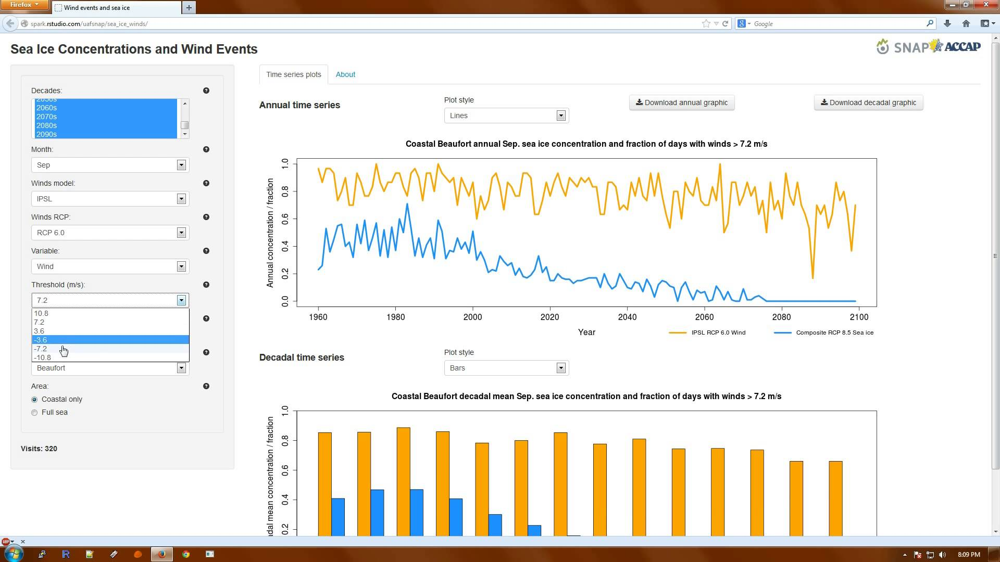 Firefox
Wind events and sea ice
spark.rstudio.com/uafsnap/sea_ice_winds/
8
Google
Sea Ice Concentrations and Wind Events
SNAP
ACCAP
Decades:
2050s
2060s
2070s
2080s
2090s
Month:
Sep
Winds model:
IPSL
Winds RCP:
RCP 6.0
Variable:
Wind
Threshold (m/s):
7.2
10.8
7.2
3.6
-3.6
-7.2
-10.8
Beaufort
Area:
Coastal only
Full sea
Visits: 320
Time series plots
About
Annual time series
Plot style
Lines
Download annual graphic
Download decadal graphic
Coastal Beaufort annual Sep. sea ice concentration and fraction of days with winds > 7.2 m/s
Annual concentration / fraction
1.0
0.8
0.6
0.4
0.2
0.0
1960
1980
2000
2020
2040
2060
2080
2100
Year
IPSL RCP 6.0 Wind
Composite RCP 8.5 Sea ice
Decadal time series
Plot style
Bars
Coastal Beaufort decadal mean Sep. sea ice concentration and fraction of days with winds > 7.2 m/s
dal mean concentration / fraction
1.0
0.8
0.6
0.4
0.2
ABP
R
8:09 PM